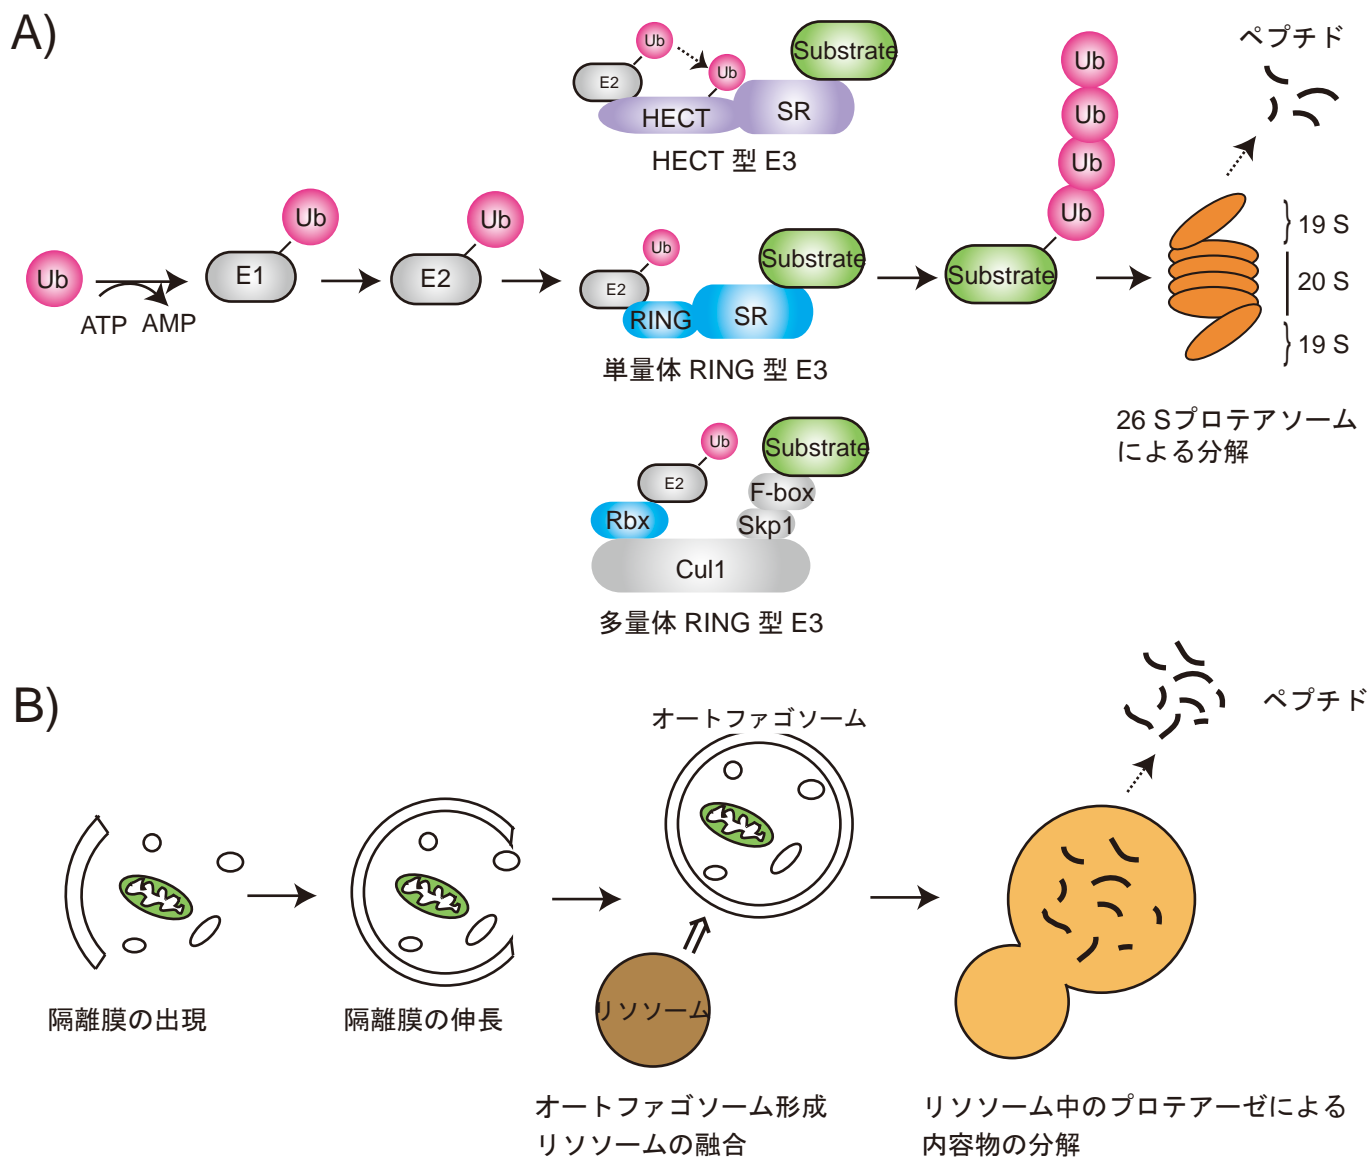 A)
Ub
ATP
AMP
E1
Ub
E2
Ub
Ub
Ub
E2
HECT
SR
Substrate
HECT 型 E3
Ub
E2
RING
SR
Substrate
単量体 RING 型 E3
Ub
E2
Rbx
Substrate
F-box
Skp1
Cul1
多量体 RING 型 E3
Ub
Ub
Ub
Ub
Substrate
ペプチド
19 S
20 S
19 S
26 Sプロテアソーム
による分解
B)
隔離膜の出現
隔離膜の伸長
オートファゴソーム
リソソーム
オートファゴソーム形成
リソソームの融合
ペプチド
リソソーム中のプロテアーゼによる
内容物の分解